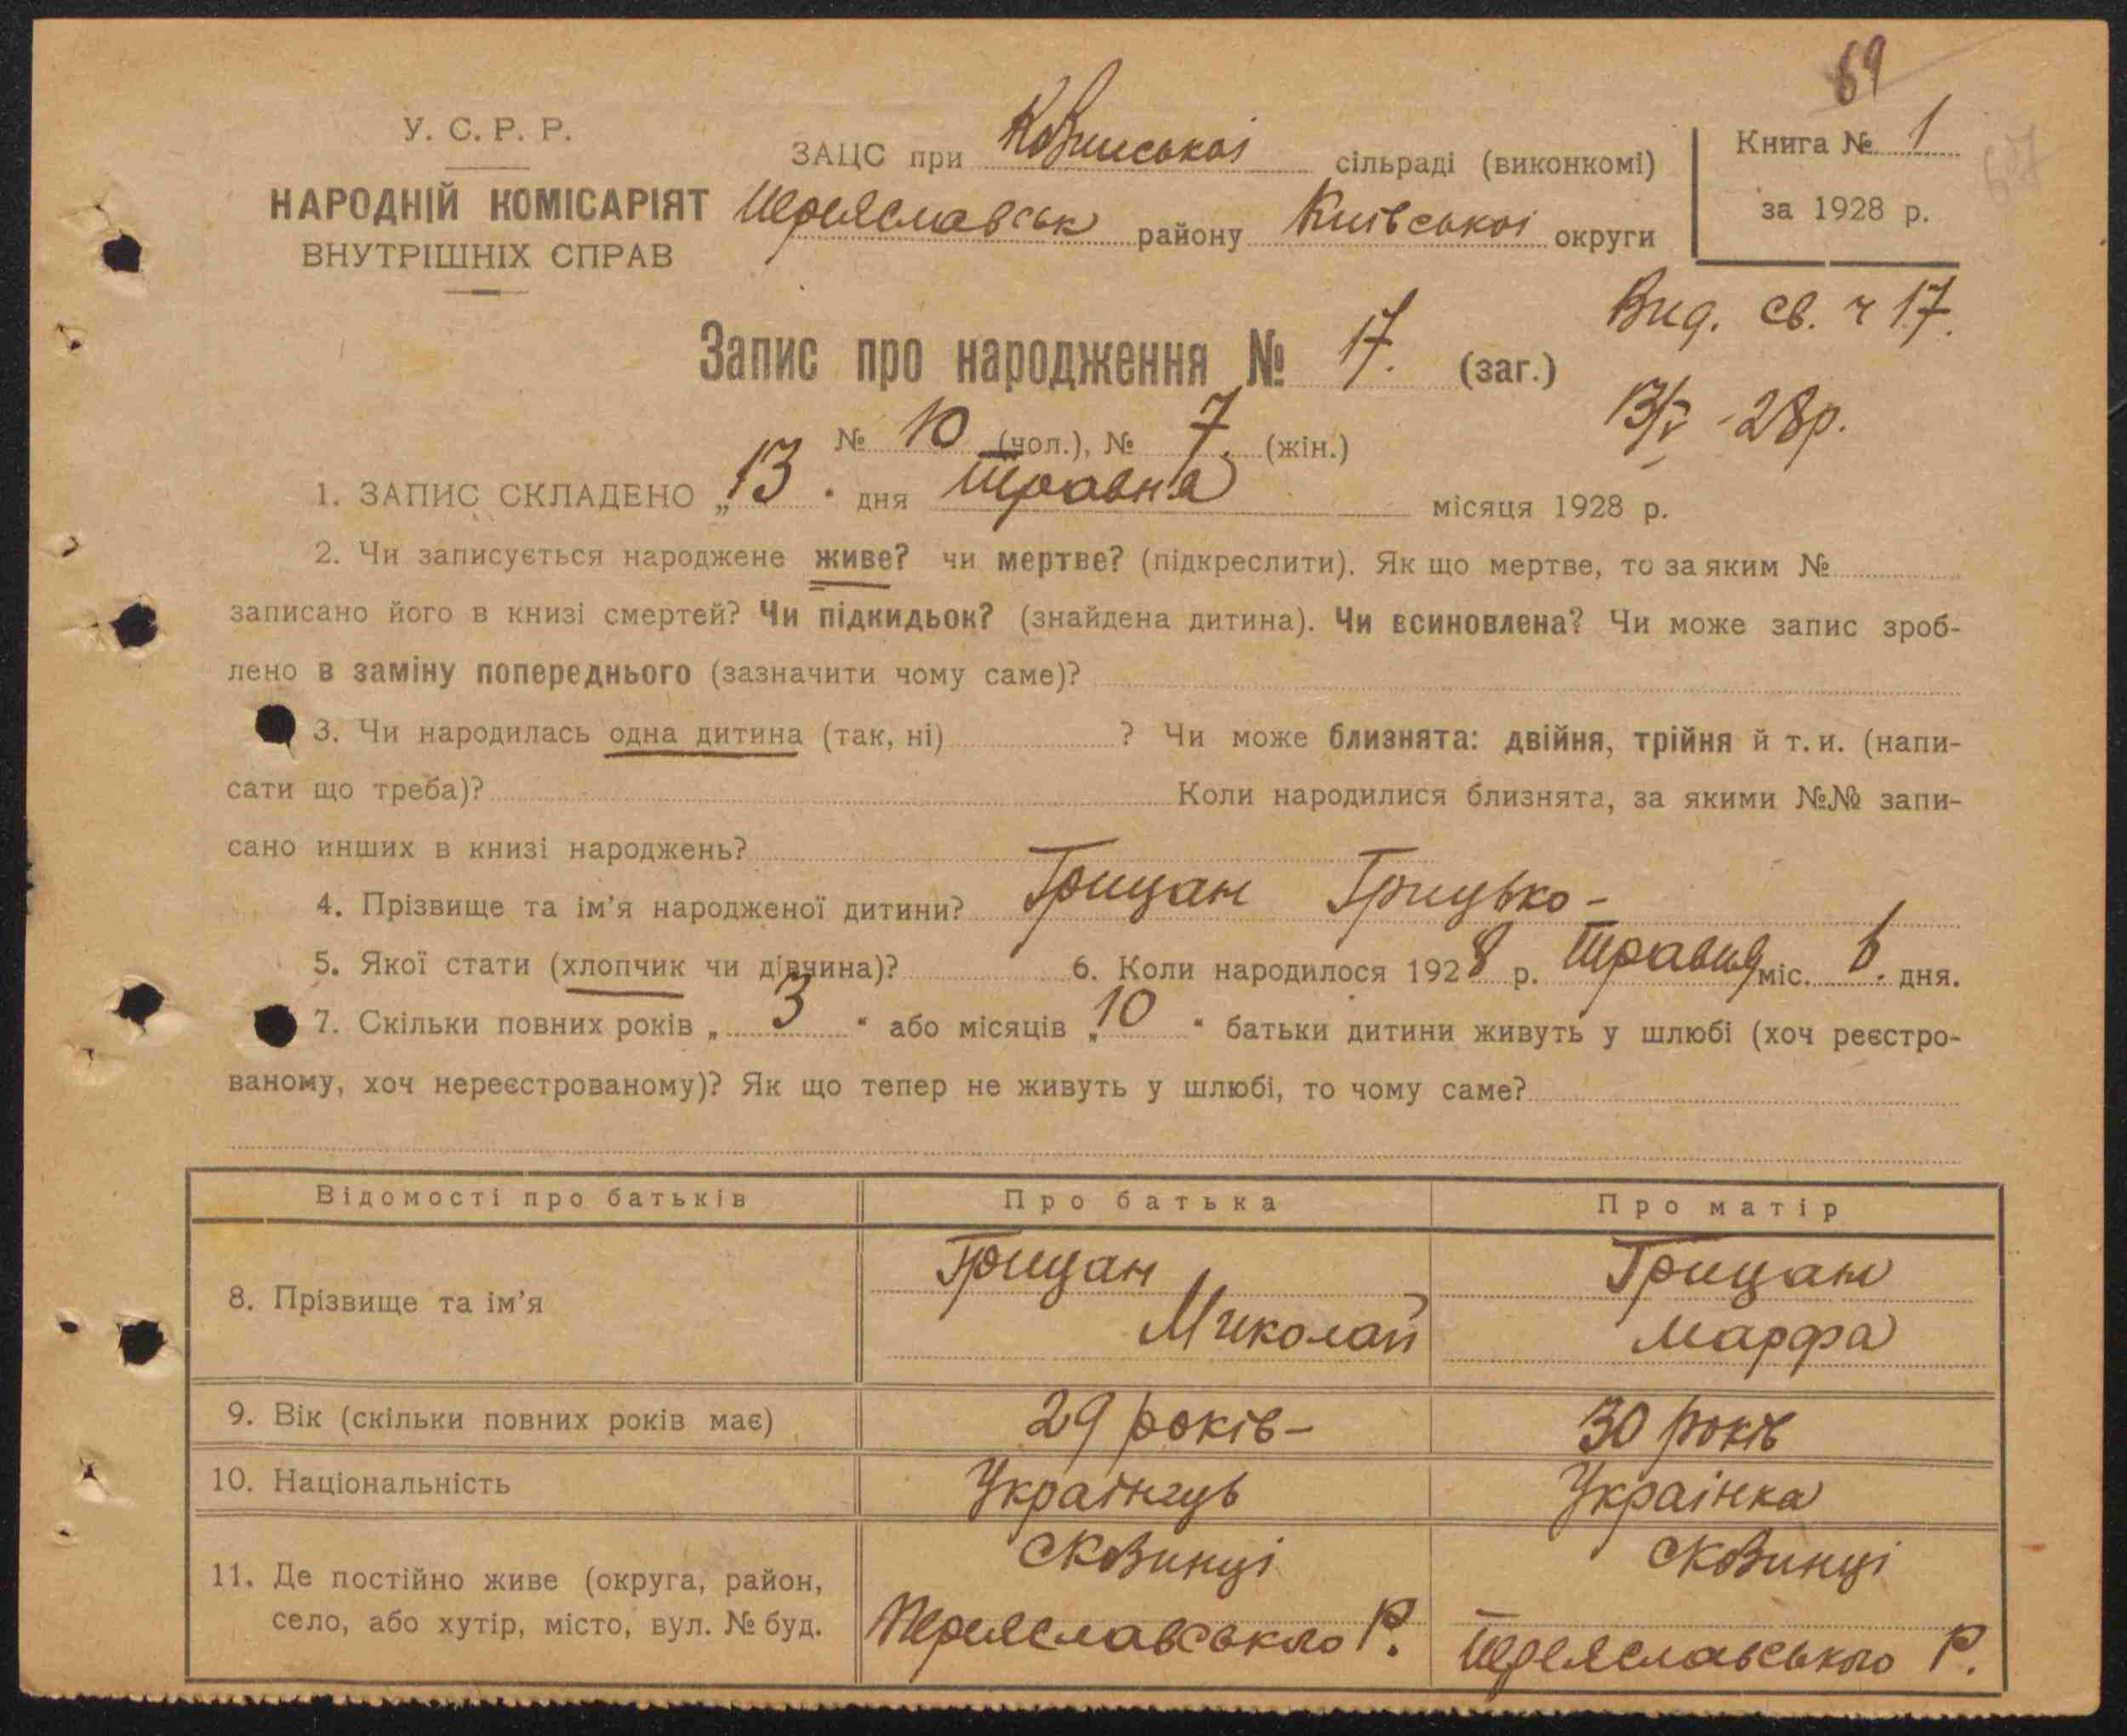 69
У. С. Р. Р.
НАРОДНІЙ КОМІСАРІЯТ
ВНУТРІШНІХ СПРАВ
ЗАЦС при Козинськоі сільраді (виконкомі)
Переяславськ району Київськоі округи
Книга № 1
за 1928 р.
Вид. св. ч 17.
13/V -28р.
Запис про народження № 17. (заг.)
№ 10 (чол.), № 7. (жін.)
1. ЗАПИС СКЛАДЕНО „13" дня травня місяця 1928 р.
2. Чи записується народжене живе? чи мертве? (підкреслити). Як що мертве, то за яким №
записано його в книзі смертей? Чи підкидьок? (знайдена дитина). Чи всиновлена? Чи може запис зроб-
лено в заміну попереднього (зазначити чому саме)?
3. Чи народилась одна дитина (так, ні) ? Чи може близнята: двійня, трійня й т. и. (напи-
сати що треба)? Коли народилися близнята, за якими №№ запи-
сано инших в книзі народжень?
4. Прізвище та ім'я народженої дитини? Грицан Грицько -
5. Якої стати (хлопчик чи дівчина)? 6. Коли народилося 1928 р. травня міс. 6. дня.
7. Скільки повних років „3" або місяців „10" батьки дитини живуть у шлюбі (хоч реєстро-
ваному, хоч нереєстрованому)? Як що тепер не живуть у шлюбі, то чому саме?
Відомості про батьків Про батька Про матір
8. Прізвище та ім'я Грицан Миколай Грицан Марфа
9. Вік (скільки повних років має) 29 років - 30 років
10. Національність Українець Украінка
11. Де постійно живе (округа, район,
село, або хутір, місто, вул. № буд.
с Козинці
Переяславського Р.
с Козинці
Переяславського Р.